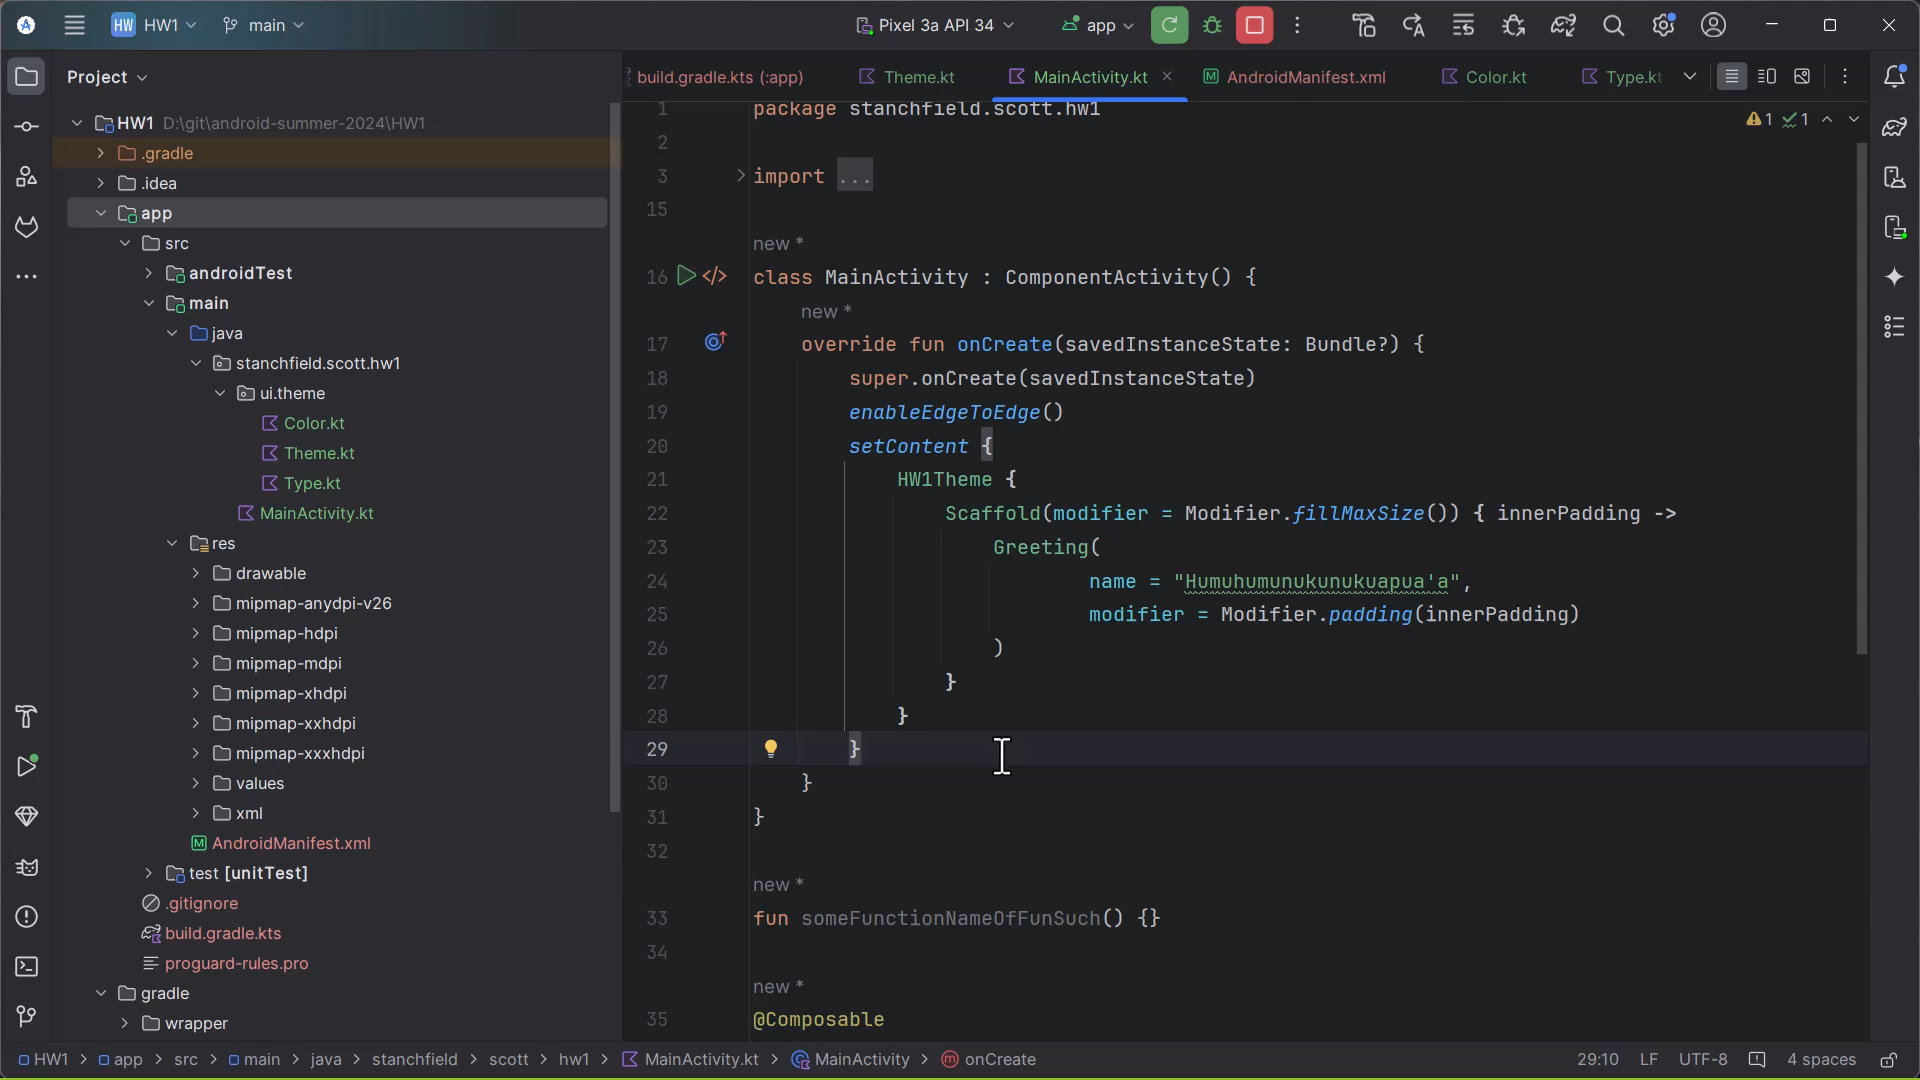 HW HW1 main Pixel 3a API 34 app
Project
build.gradle.kts (:app) Theme.kt MainActivity.kt AndroidManifest.xml Color.kt Type.kt
HW1 D:\git\android-summer-2024\HW1
.gradle
.idea
app
src
androidTest
main
java
stanchfield.scott.hw1
ui.theme
Color.kt
Theme.kt
Type.kt
MainActivity.kt
res
drawable
mipmap-anydpi-v26
mipmap-hdpi
mipmap-mdpi
mipmap-xhdpi
mipmap-xxhdpi
mipmap-xxxhdpi
values
xml
AndroidManifest.xml
test [unitTest]
.gitignore
build.gradle.kts
proguard-rules.pro
gradle
wrapper
1 package stanchfield.scott.hw1
1 1
2
3 import ...
15
new *
16 class MainActivity : ComponentActivity() {
new *
17 override fun onCreate(savedInstanceState: Bundle?) {
18 super.onCreate(savedInstanceState)
19 enableEdgeToEdge()
20 setContent {
21 HW1Theme {
22 Scaffold(modifier = Modifier.fillMaxSize()) { innerPadding ->
23 Greeting(
24 name = "Humuhumunukunukuapua'a",
25 modifier = Modifier.padding(innerPadding)
26 )
27 }
28 }
29 }
30 }
31 }
32
new *
33 fun someFunctionNameOfFunSuch() {}
34
new *
35 @Composable
HW1 > app > src > main > java > stanchfield > scott > hw1 > MainActivity.kt > MainActivity > onCreate
29:10 LF UTF-8 4 spaces